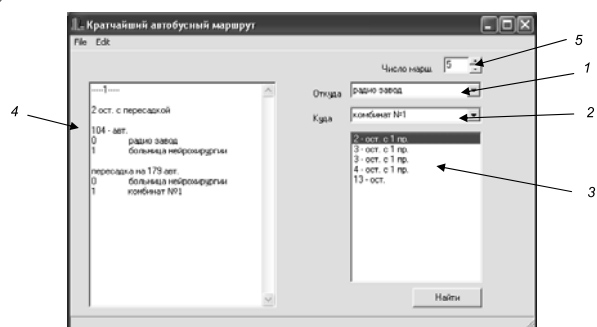 Кратчайший автобусный маршрут
File Edit
Число марш. 5
5
----1----
2 ост. с пересадкой
104 - авт.
0 радио завод
1 больница нейрохирургии
пересадка на 179 авт.
0 больница нейрохирургии
1 комбинат №1
4
Откуда радио завод
1
Куда комбинат №1
2
2 - ост. с 1 пр.
3 - ост. с 1 пр.
3 - ост. с 1 пр.
4 - ост. с 1 пр.
13 - ост.
3
Найти